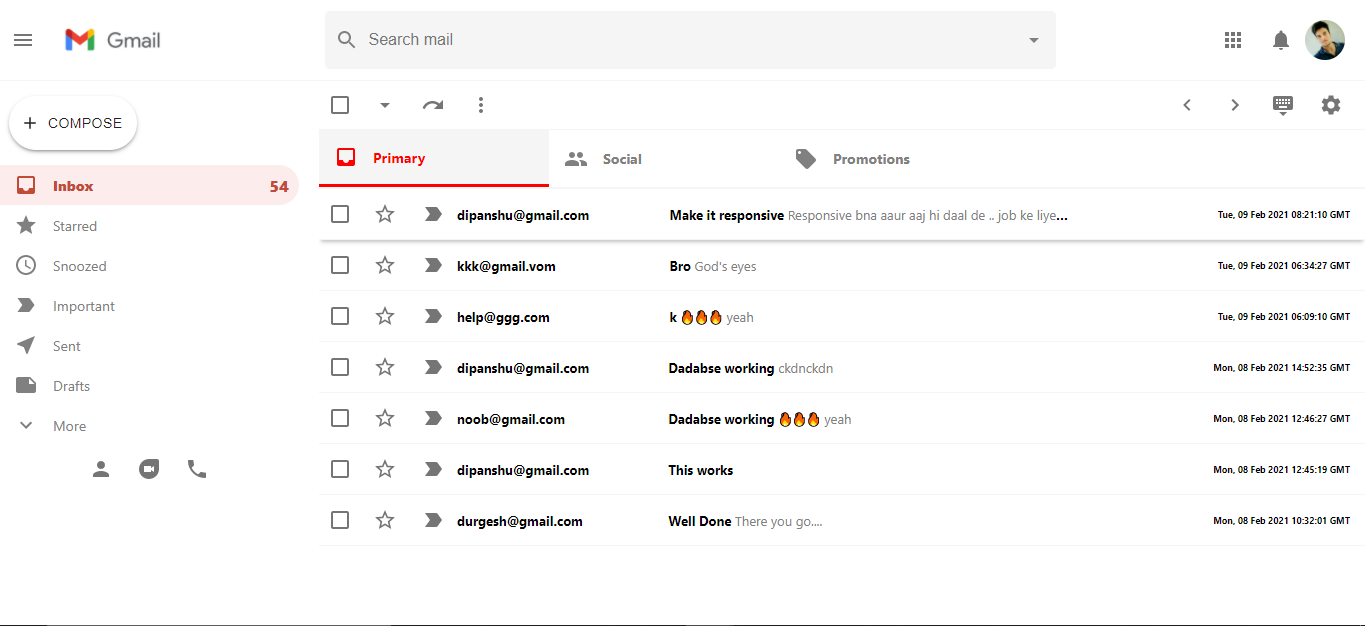 Gmail
Search mail
COMPOSE
Inbox 54
Starred
Snoozed
Important
Sent
Drafts
More
Primary Social Promotions
dipanshu@gmail.com Make it responsive Responsive bna aaur aaj hi daal de .. job ke liye... Tue, 09 Feb 2021 08:21:10 GMT
kkk@gmail.vom Bro God's eyes Tue, 09 Feb 2021 06:34:27 GMT
help@ggg.com k 🔥🔥🔥 yeah Tue, 09 Feb 2021 06:09:10 GMT
dipanshu@gmail.com Dadabse working ckdnckdn Mon, 08 Feb 2021 14:52:35 GMT
noob@gmail.com Dadabse working 🔥🔥🔥 yeah Mon, 08 Feb 2021 12:46:27 GMT
dipanshu@gmail.com This works Mon, 08 Feb 2021 12:45:19 GMT
durgesh@gmail.com Well Done There you go.... Mon, 08 Feb 2021 10:32:01 GMT